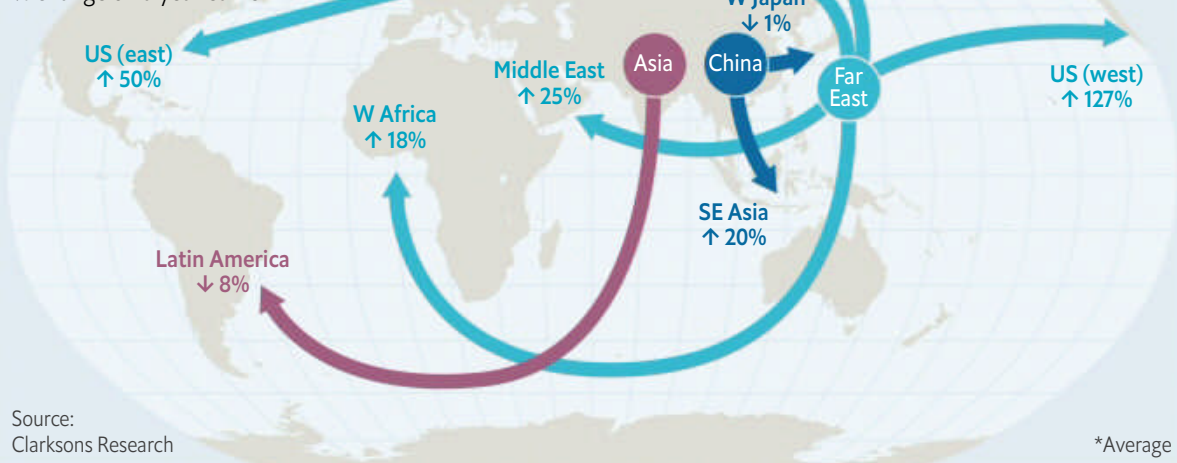 W Japan
↓ 1%
US (east)
↑ 50%
Middle East
↑ 25%
Asia
China
Far
East
US (west)
↑ 127%
W Africa
↑ 18%
SE Asia
↑ 20%
Latin America
↓ 8%
Source:
Clarksons Research
*Average